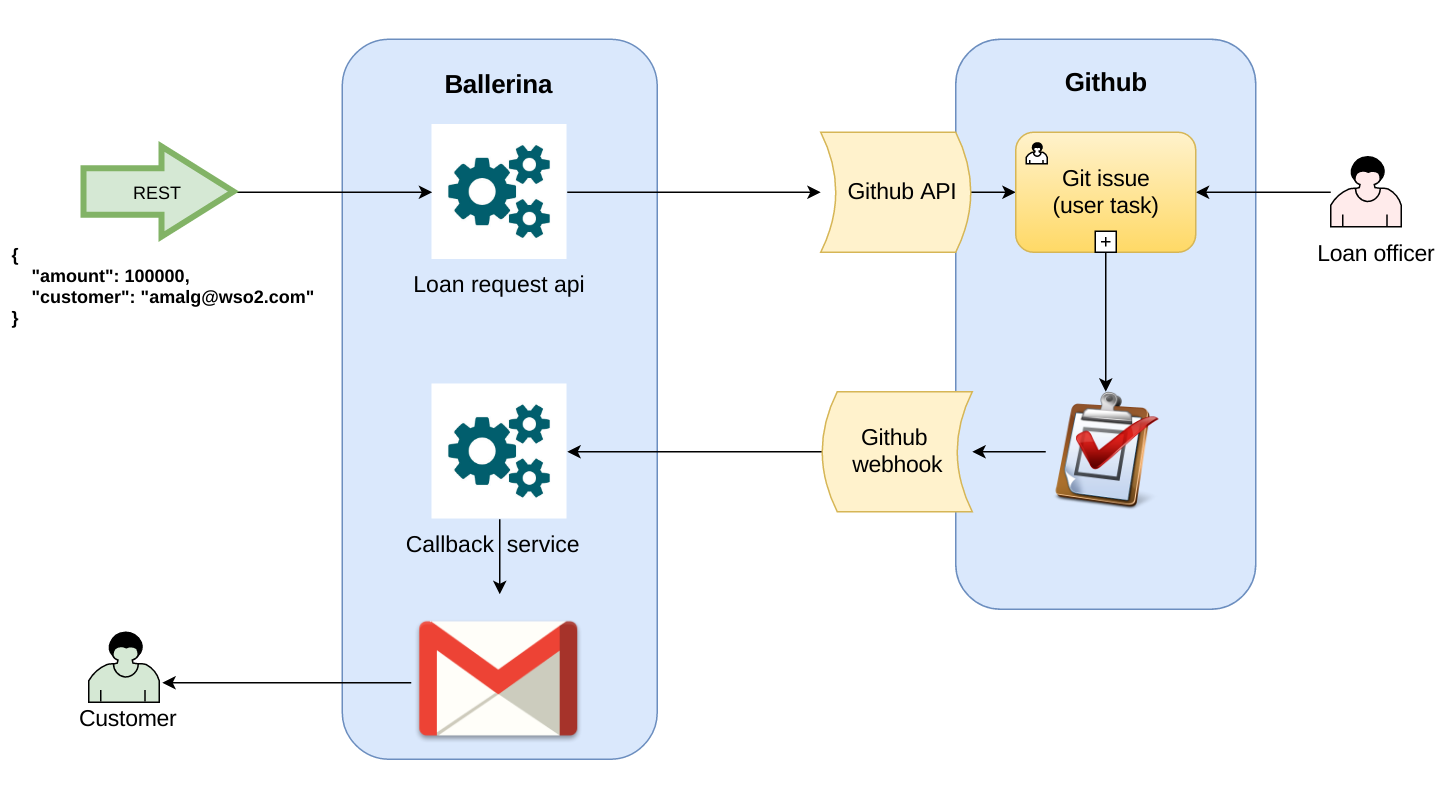 Ballerina
Github
REST
Github API
Git issue
(user task)
+
Loan officer
{
"amount": 100000,
"customer": "amalg@wso2.com"
}
Loan request api
Github
webhook
Callback service
Customer